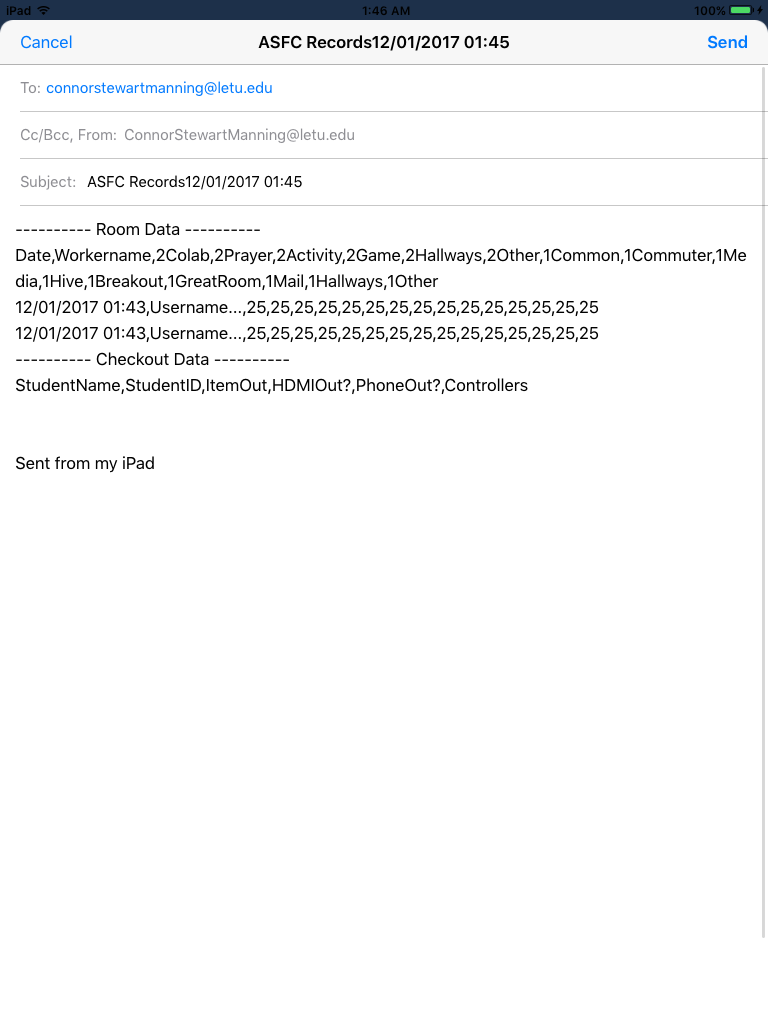 iPad 1:46 AM 100%
Cancel ASFC Records12/01/2017 01:45 Send
To: connorstewartmanning@letu.edu
Cc/Bcc, From: ConnorStewartManning@letu.edu
Subject: ASFC Records12/01/2017 01:45
---------- Room Data ----------
Date,Workername,2Colab,2Prayer,2Activity,2Game,2Hallways,2Other,1Common,1Commuter,1Me
dia,1Hive,1Breakout,1GreatRoom,1Mail,1Hallways,1Other
12/01/2017 01:43,Username...,25,25,25,25,25,25,25,25,25,25,25,25,25,25,25
12/01/2017 01:43,Username...,25,25,25,25,25,25,25,25,25,25,25,25,25,25,25
---------- Checkout Data ----------
StudentName,StudentID,ItemOut,HDMIOut?,PhoneOut?,Controllers
Sent from my iPad